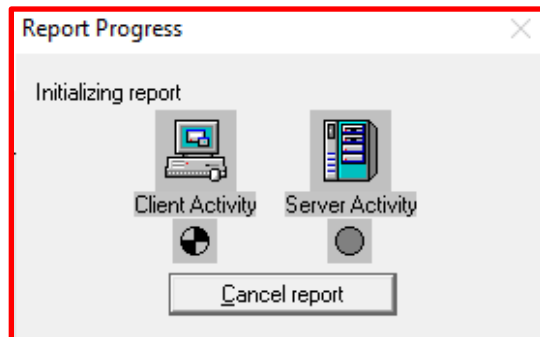 Report Progress
Initializing report
Client Activity Server Activity
Cancel report